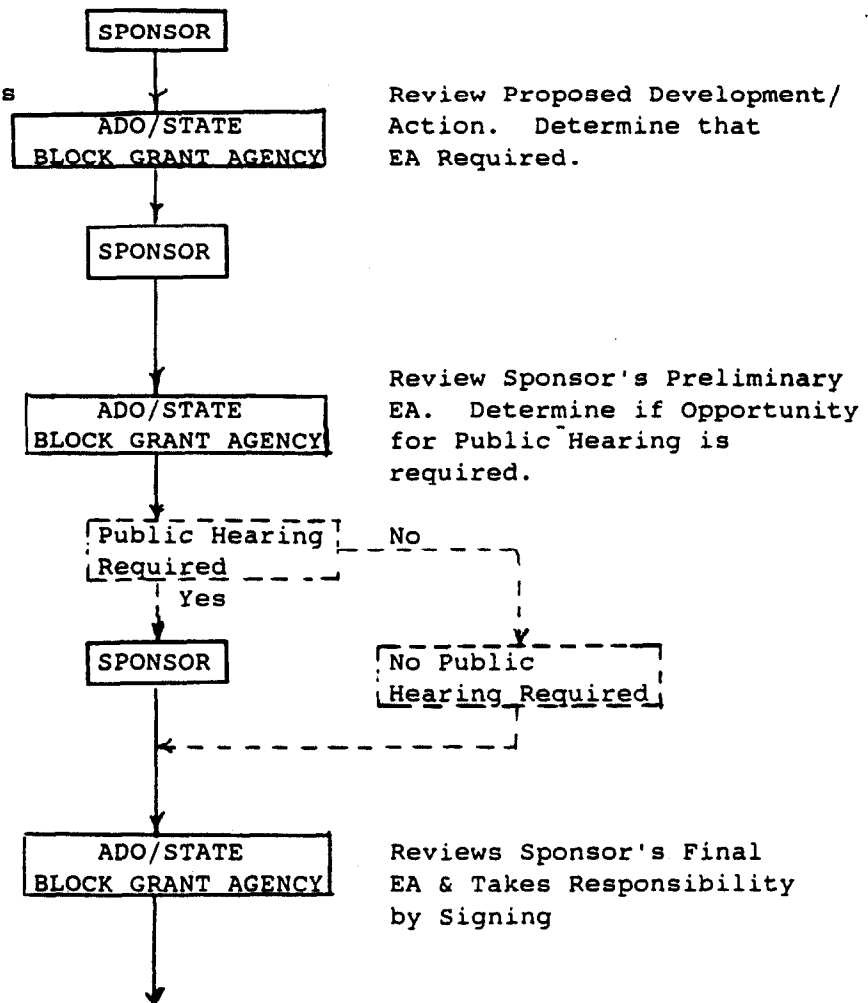 SPONSOR
s
ADO/STATE
BLOCK GRANT AGENCY
Review Proposed Development/
Action. Determine that
EA Required.
SPONSOR
ADO/STATE
BLOCK GRANT AGENCY
Review Sponsor's Preliminary
EA. Determine if Opportunity
for Public Hearing is
required.
Public Hearing
Required
No
Yes
SPONSOR
No Public
Hearing Required
ADO/STATE
BLOCK GRANT AGENCY
Reviews Sponsor's Final
EA & Takes Responsibility
by Signing